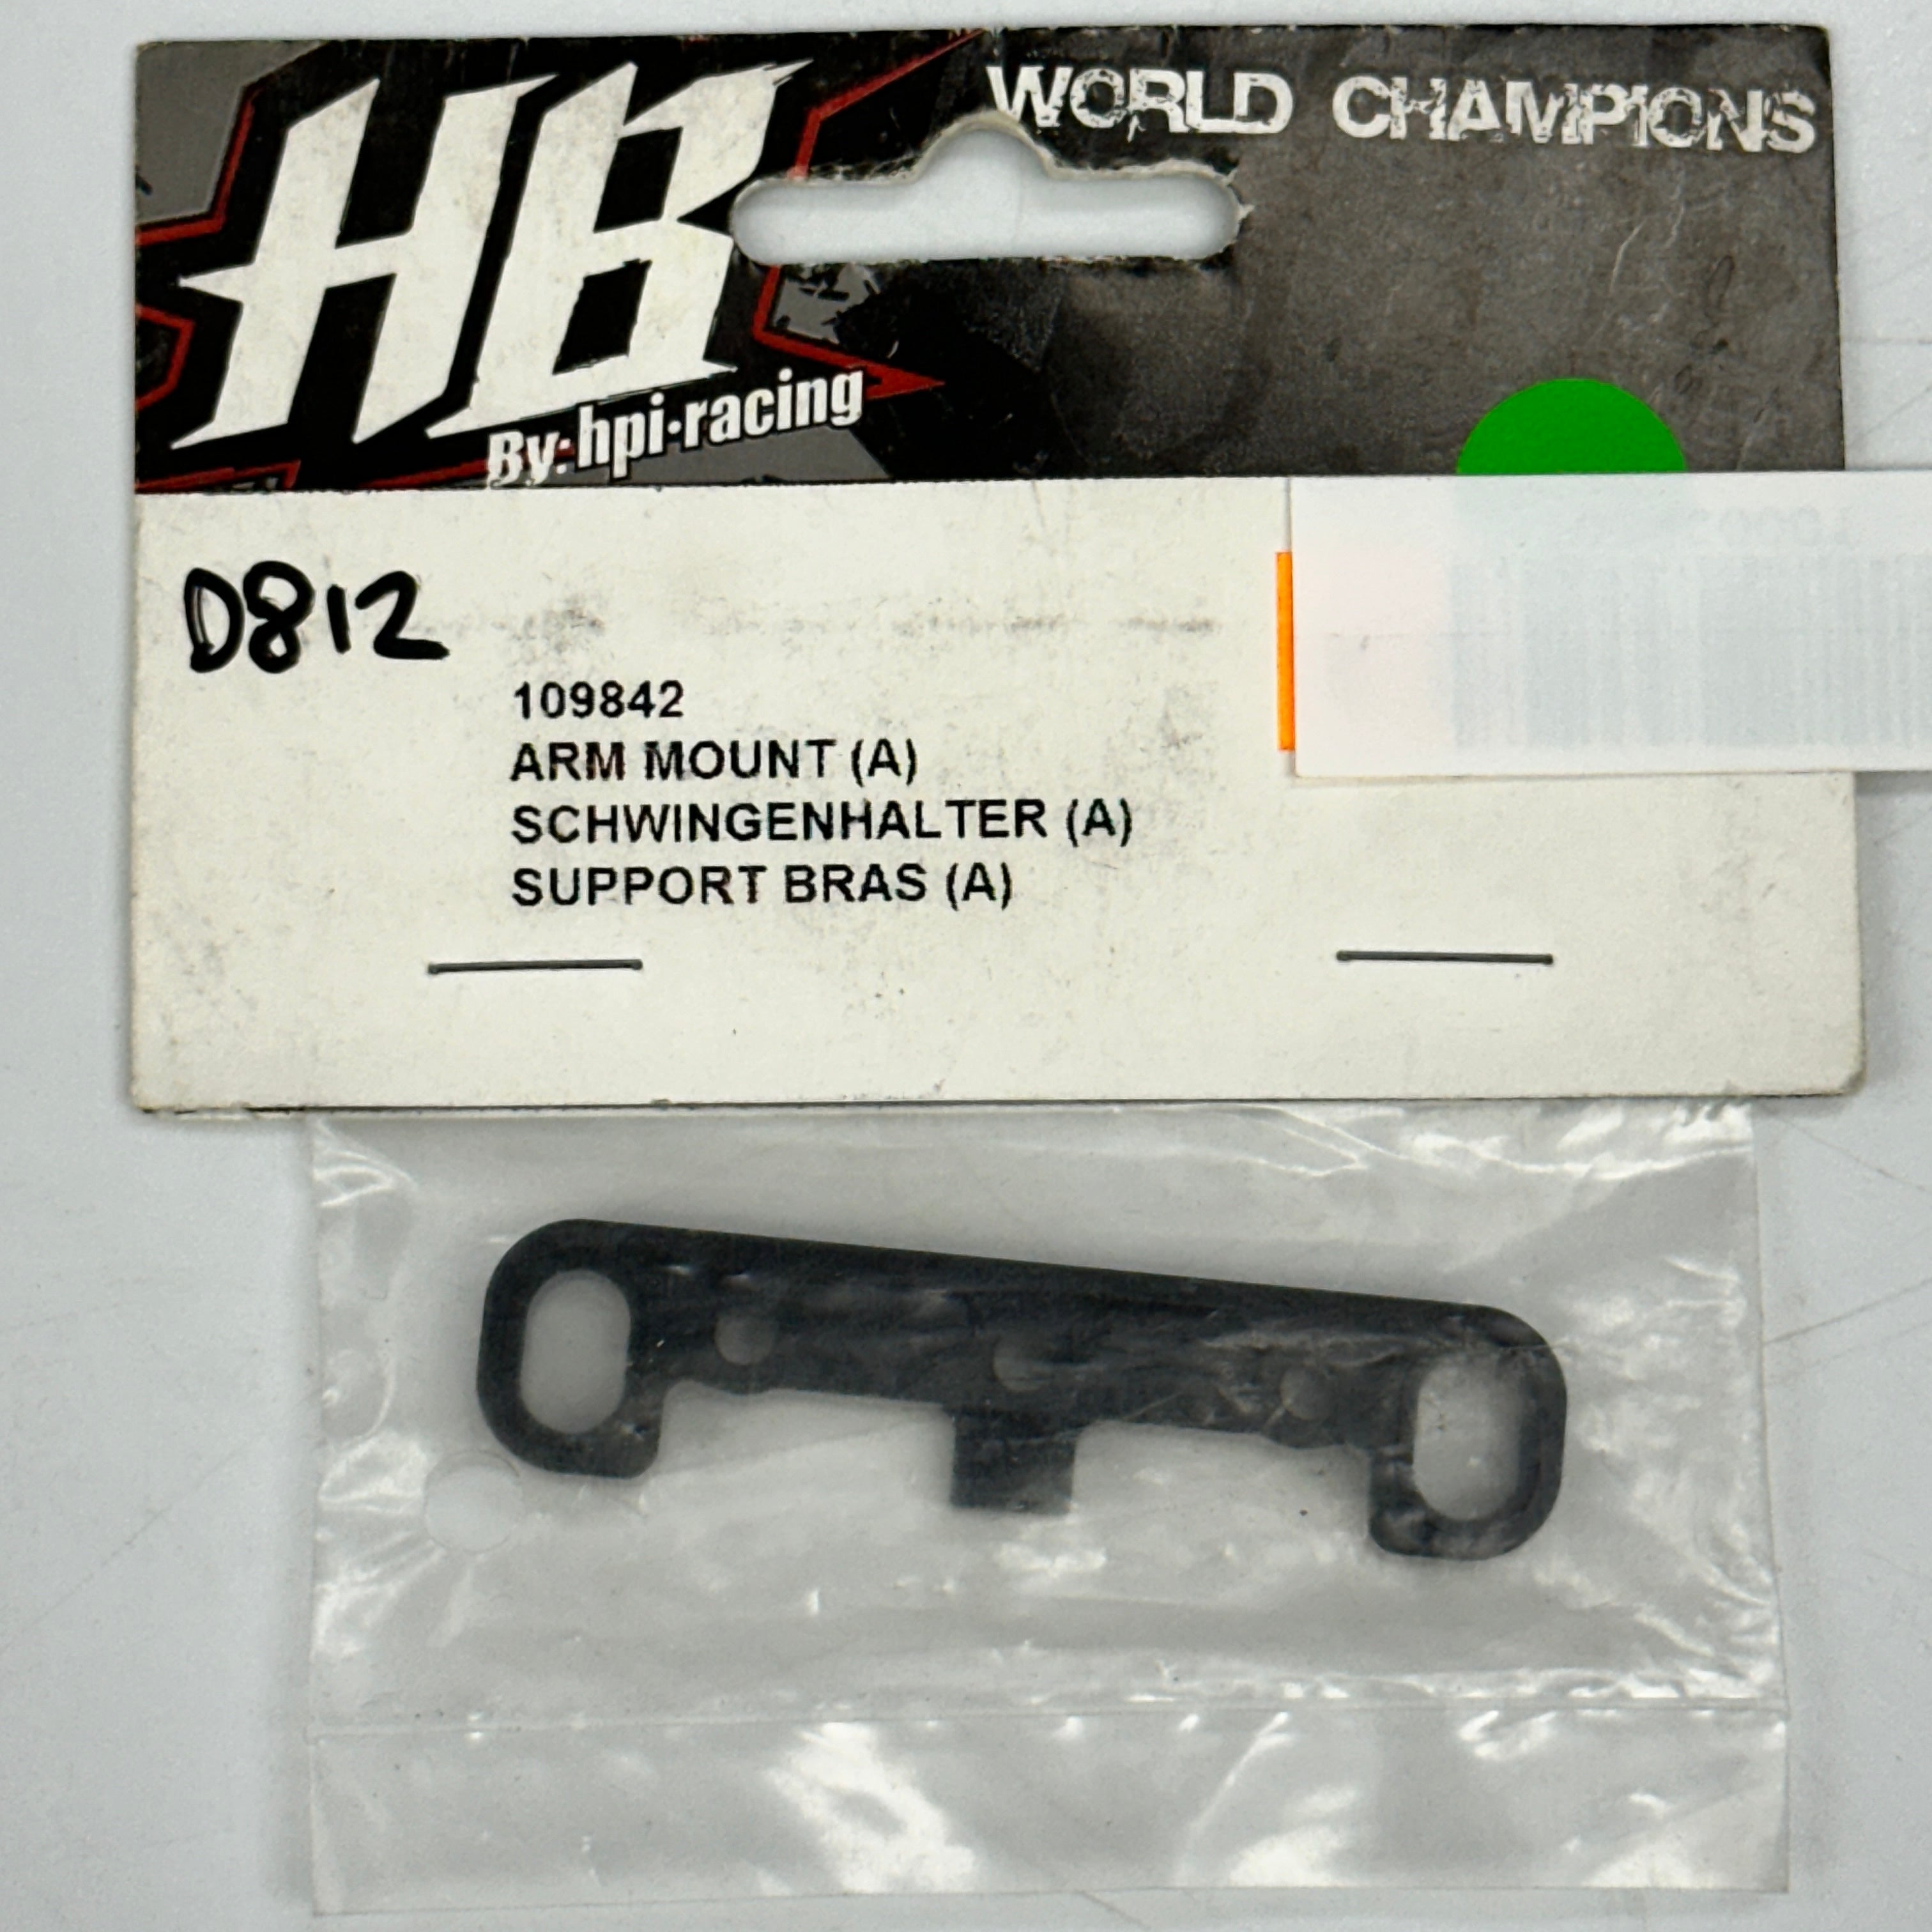 HB
WORLD CHAMPIONS
By: hpi·racing
D812
109842
ARM MOUNT (A)
SCHWINGENHALTER (A)
SUPPORT BRAS (A)